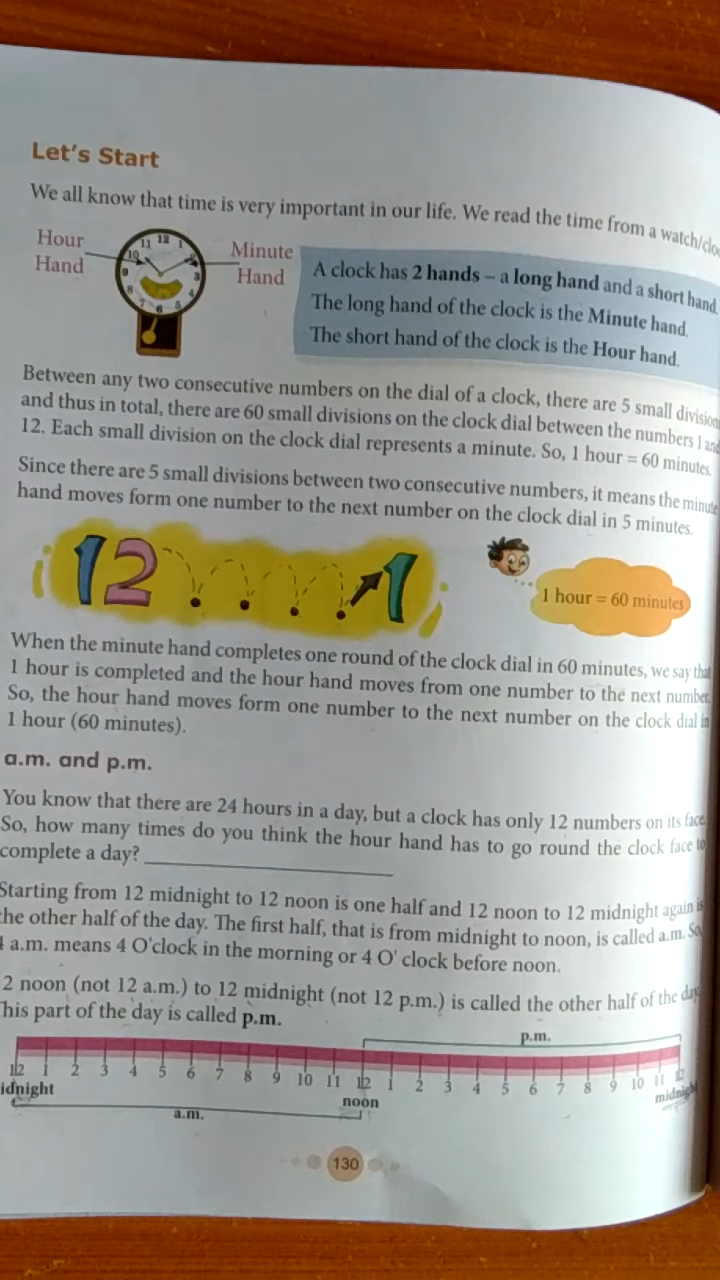 Let's Start
We all know that time is very important in our life. We read the time from a watch/clo
Hour
Hand
11 12 1
10
9
3
8
4
7 6 5
Minute
Hand
A clock has 2 hands – a long hand and a short hand.
The long hand of the clock is the Minute hand.
The short hand of the clock is the Hour hand.
Between any two consecutive numbers on the dial of a clock, there are 5 small division
and thus in total, there are 60 small divisions on the clock dial between the numbers 1 and
12. Each small division on the clock dial represents a minute. So, 1 hour = 60 minutes.
Since there are 5 small divisions between two consecutive numbers, it means the minute
hand moves form one number to the next number on the clock dial in 5 minutes.
12 1
1 hour = 60 minutes
When the minute hand completes one round of the clock dial in 60 minutes, we say that
1 hour is completed and the hour hand moves from one number to the next number.
So, the hour hand moves form one number to the next number on the clock dial in
1 hour (60 minutes).
a.m. and p.m.
You know that there are 24 hours in a day, but a clock has only 12 numbers on its face.
So, how many times do you think the hour hand has to go round the clock face to
complete a day?
Starting from 12 midnight to 12 noon is one half and 12 noon to 12 midnight again is
the other half of the day. The first half, that is from midnight to noon, is called a.m. So,
4 a.m. means 4 O'clock in the morning or 4 O' clock before noon.
2 noon (not 12 a.m.) to 12 midnight (not 12 p.m.) is called the other half of the day.
This part of the day is called p.m.
p.m.
12 1 2 3 4 5 6 7 8 9 10 11 12 1 2 3 4 5 6 7 8 9 10 11 12
idnight noon midnight
a.m.
130